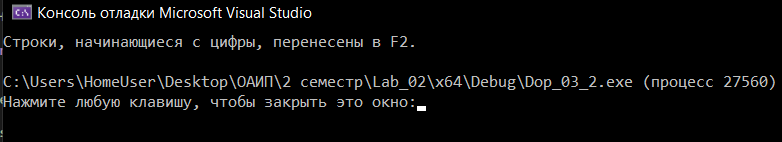 Консоль отладки Microsoft Visual Studio
Строки, начинающиеся с цифры, перенесены в F2.
C:\Users\HomeUser\Desktop\ОАИП\2 семестр\Lab_02\x64\Debug\Dop_03_2.exe (процесс 27560)
Нажмите любую клавишу, чтобы закрыть это окно: